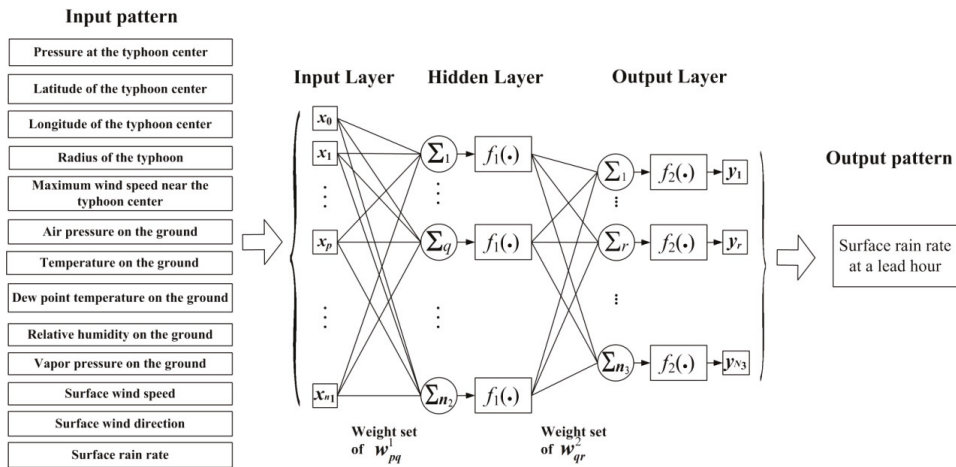 Input pattern
Pressure at the typhoon center
Latitude of the typhoon center
Longitude of the typhoon center
Radius of the typhoon
Maximum wind speed near the
typhoon center
Air pressure on the ground
Temperature on the ground
Dew point temperature on the ground
Relative humidity on the ground
Vapor pressure on the ground
Surface wind speed
Surface wind direction
Surface rain rate
Input Layer
x₀
x₁
xₚ
xₙ₁
Hidden Layer
Σ₁
f₁(•)
Σq
f₁(•)
Σn₂
f₁(•)
Output Layer
Σ₁
f₂(•)
y₁
Σr
f₂(•)
yᵣ
Σn₃
f₂(•)
y_N₃
Weight set
of w¹pq
Weight set
of w²qr
Output pattern
Surface rain rate
at a lead hour